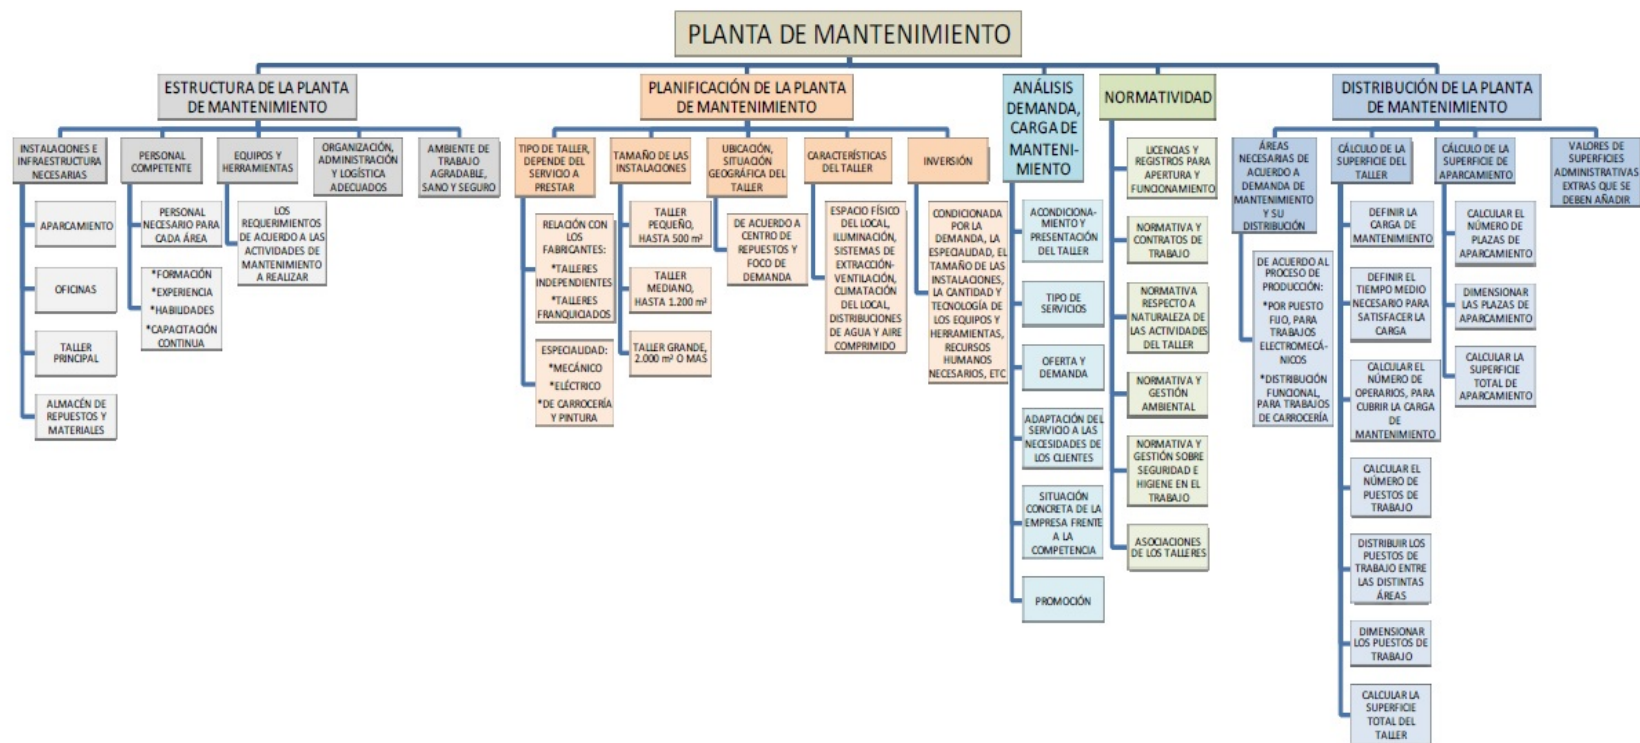 PLANTA DE MANTENIMIENTO
ESTRUCTURA DE LA PLANTA
DE MANTENIMIENTO
INSTALACIONES E
INFRAESTRUCTURA
NECESARIAS
APARCAMIENTO
OFICINAS
TALLER
PRINCIPAL
ALMACÉN DE
REPUESTOS Y
MATERIALES
PERSONAL
COMPETENTE
PERSONAL
NECESARIO PARA
CADA ÁREA
*FORMACIÓN
*EXPERIENCIA
*HABILIDADES
*CAPACITACIÓN
CONTINUA
EQUIPOS Y
HERRAMIENTAS
LOS
REQUERIMIENTOS
DE ACUERDO A LAS
ACTIVIDADES DE
MANTENIMIENTO
A REALIZAR
ORGANIZACIÓN,
ADMINISTRACIÓN
Y LOGÍSTICA
ADECUADOS
AMBIENTE DE
TRABAJO
AGRADABLE,
SANO Y SEGURO
PLANIFICACIÓN DE LA PLANTA
DE MANTENIMIENTO
TIPO DE TALLER,
DEPENDE DEL
SERVICIO A
PRESTAR
RELACIÓN CON
LOS
FABRICANTES:
*TALLERES
INDEPENDIENTES
*TALLERES
FRANQUICIADOS
ESPECIALIDAD:
*MECÁNICO
*ELÉCTRICO
*DE CARROCERÍA
Y PINTURA
TAMAÑO DE LAS
INSTALACIONES
TALLER
PEQUEÑO,
HASTA 500 m²
TALLER
MEDIANO,
HASTA 1.200 m²
TALLER GRANDE,
2.000 m² O MAS
UBICACIÓN,
SITUACIÓN
GEOGRÁFICA DEL
TALLER
DE ACUERDO A
CENTRO DE
REPUESTOS Y
FOCO DE
DEMANDA
CARACTERÍSTICAS
DEL TALLER
ESPACIO FÍSICO
DEL LOCAL,
ILUMINACIÓN,
SISTEMAS DE
EXTRACCIÓN-
VENTILACIÓN,
CLIMATACIÓN
DEL LOCAL,
DISTRIBUCIONES
DE AGUA Y AIRE
COMPRIMIDO
INVERSIÓN
CONDICIONADA
POR LA
DEMANDA, LA
ESPECIALIDAD, EL
TAMAÑO DE LAS
INSTALACIONES,
LA CANTIDAD Y
TECNOLOGÍA DE
LOS EQUIPOS Y
HERRAMIENTAS,
RECURSOS
HUMANOS
NECESARIOS, ETC
ANÁLISIS
DEMANDA,
CARGA DE
MANTENI-
MIENTO
ACONDICIONA-
MIENTO Y
PRESENTACIÓN
DEL TALLER
TIPO DE
SERVICIOS
OFERTA Y
DEMANDA
ADAPTACIÓN DEL
SERVICIO A LAS
NECESIDADES DE
LOS CLIENTES
SITUACIÓN
CONCRETA DE LA
EMPRESA FRENTE
A LA
COMPETENCIA
PROMOCIÓN
NORMATIVIDAD
LICENCIAS Y
REGISTROS PARA
APERTURA Y
FUNCIONAMIENTO
NORMATIVA Y
CONTRATOS DE
TRABAJO
NORMATIVA
RESPECTO A
NATURALEZA DE
LAS ACTIVIDADES
DEL TALLER
NORMATIVA Y
GESTIÓN
AMBIENTAL
NORMATIVA Y
GESTIÓN SOBRE
SEGURIDAD E
HIGIENE EN EL
TRABAJO
ASOCIACIONES
DE LOS TALLERES
DISTRIBUCIÓN DE LA PLANTA
DE MANTENIMIENTO
ÁREAS
NECESARIAS DE
ACUERDO A
DEMANDA DE
MANTENIMIENTO
Y SU
DISTRIBUCIÓN
DE ACUERDO AL
PROCESO DE
PRODUCCIÓN:
*POR PUESTO
FIJO, PARA
TRABAJOS
ELECTROMECÁ-
NICOS
*DISTRIBUCIÓN
FUNCIONAL,
PARA TRABAJOS
DE CARROCERÍA
CÁLCULO DE LA
SUPERFICIE DEL
TALLER
DEFINIR LA
CARGA DE
MANTENIMIENTO
DEFINIR EL
TIEMPO MEDIO
NECESARIO PARA
SATISFACER LA
CARGA
CALCULAR EL
NÚMERO DE
OPERARIOS, PARA
CUBRIR LA CARGA
DE
MANTENIMIENTO
CALCULAR EL
NÚMERO DE
PUESTOS DE
TRABAJO
DISTRIBUIR LOS
PUESTOS DE
TRABAJO ENTRE
LAS DISTINTAS
ÁREAS
DIMENSIONAR
LOS PUESTOS DE
TRABAJO
CALCULAR LA
SUPERFICIE
TOTAL DEL
TALLER
CÁLCULO DE LA
SUPERFICIE DE
APARCAMIENTO
CALCULAR EL
NÚMERO DE
PLAZAS DE
APARCAMIENTO
DIMENSIONAR
LAS PLAZAS DE
APARCAMIENTO
CALCULAR LA
SUPERFICIE
TOTAL DE
APARCAMIENTO
VALORES DE
SUPERFICIES
ADMINISTRATIVAS
EXTRAS QUE SE
DEBEN AÑADIR